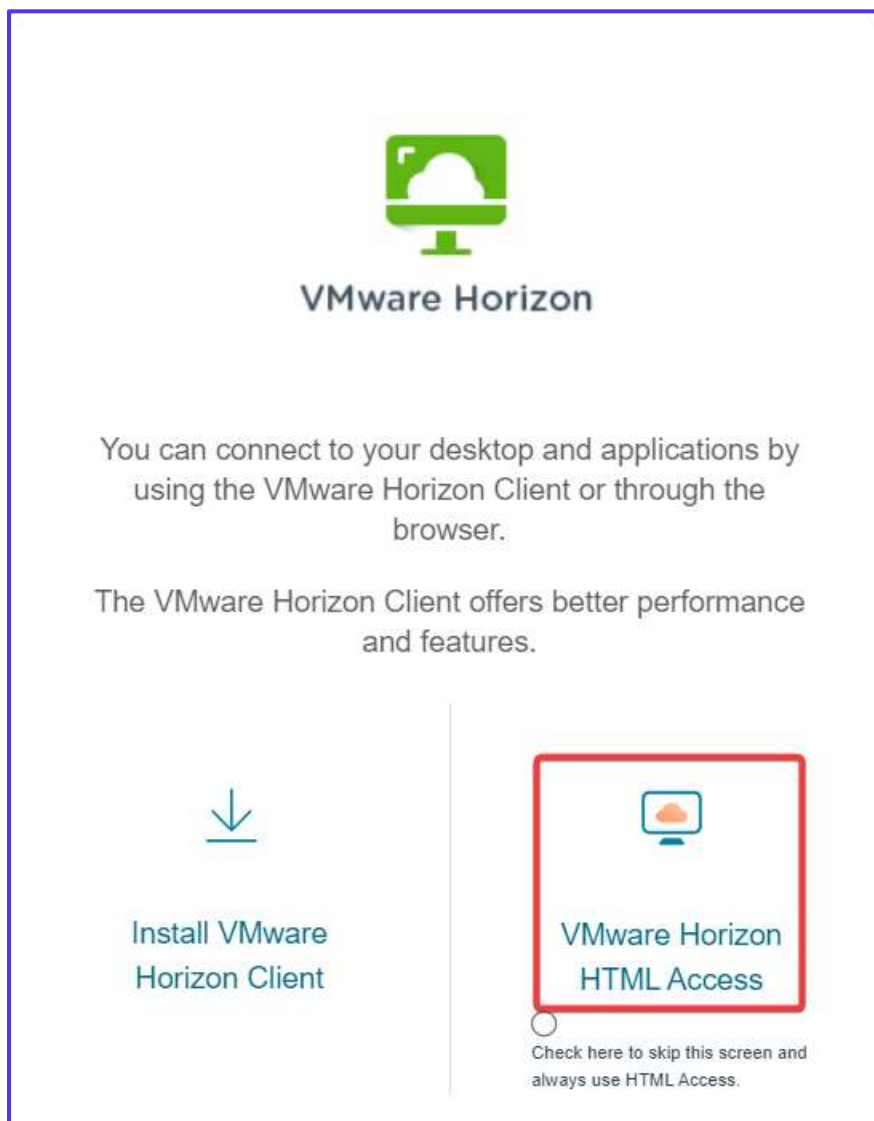 VMware Horizon
You can connect to your desktop and applications by
using the VMware Horizon Client or through the
browser.
The VMware Horizon Client offers better performance
and features.
Install VMware
Horizon Client
VMware Horizon
HTML Access
Check here to skip this screen and
always use HTML Access.